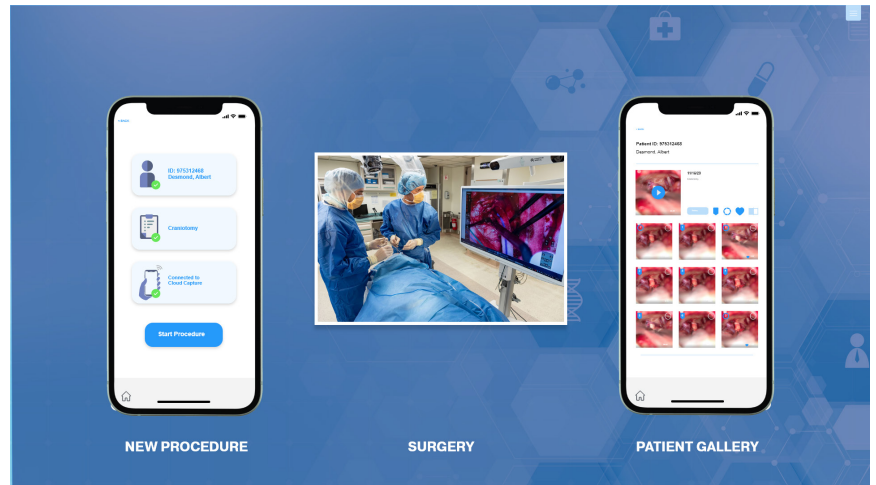 ID: 975312468
Desmond, Albert
Craniotomy
Connected to
Cloud Capture
Start Procedure
NEW PROCEDURE
SURGERY
Patient ID: 975312468
Desmond, Albert
PATIENT GALLERY